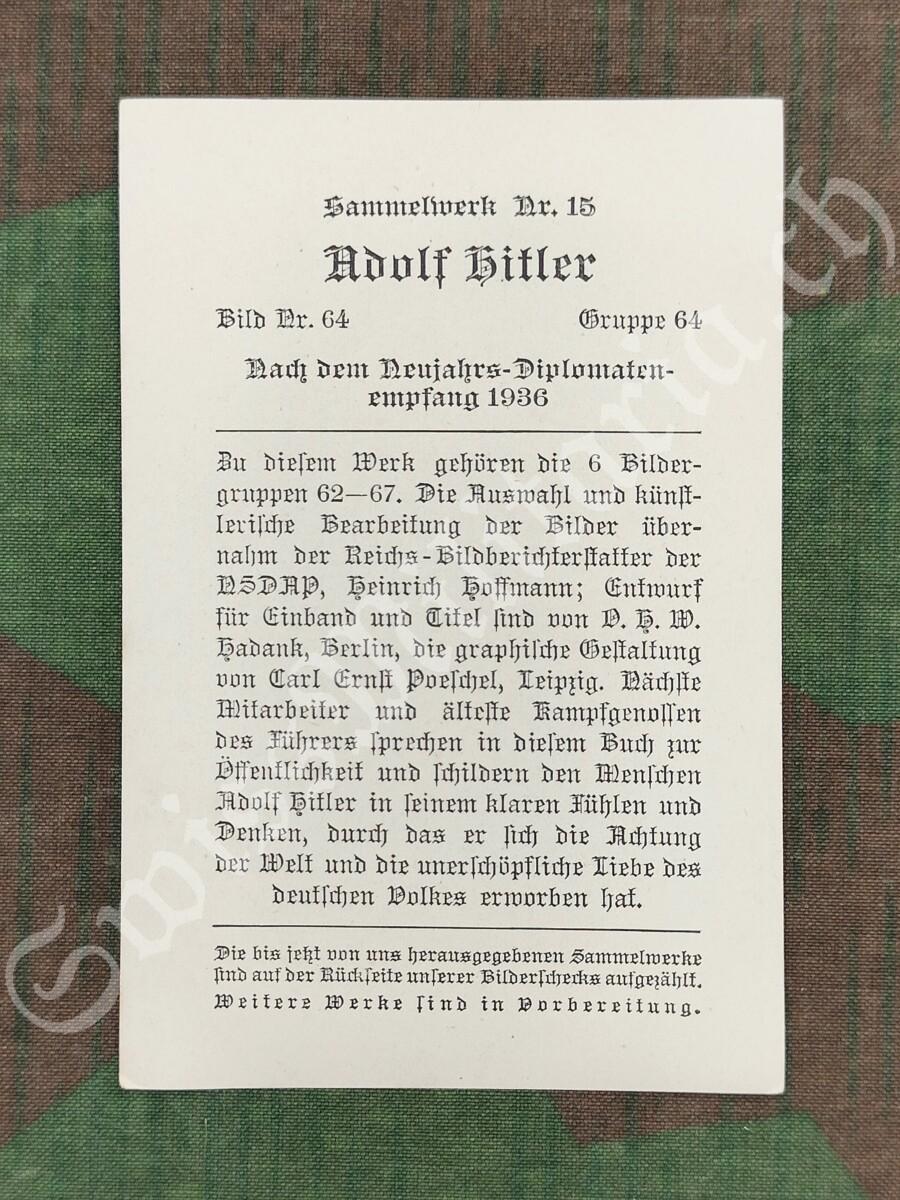 Sammelwerk Nr. 15
Adolf Hitler
Bild Nr. 64 Gruppe 64
Nach dem Neujahrs-Diplomaten-
empfang 1936
Zu diesem Werk gehören die 6 Bilder-
gruppen 62—67. Die Auswahl und künst-
lerische Bearbeitung der Bilder über-
nahm der Reichs-Bildberichterstatter der
NSDAP, Heinrich Hoffmann; Entwurf
für Einband und Titel sind von O. H. W.
Hadank, Berlin, die graphische Gestaltung
von Carl Ernst Poeschel, Leipzig. Nächste
Mitarbeiter und älteste Kampfgenossen
des Führers sprechen in diesem Buch zur
Öffentlichkeit und schildern den Menschen
Adolf Hitler in seinem klaren Fühlen und
Denken, durch das er sich die Achtung
der Welt und die unerschöpfliche Liebe des
deutschen Volkes erworben hat.
Die bis jetzt von uns herausgegebenen Sammelwerke
sind auf der Rückseite unserer Bilderschecks aufgezählt.
Weitere Werke sind in Vorbereitung.
SwissMilitaria.ch